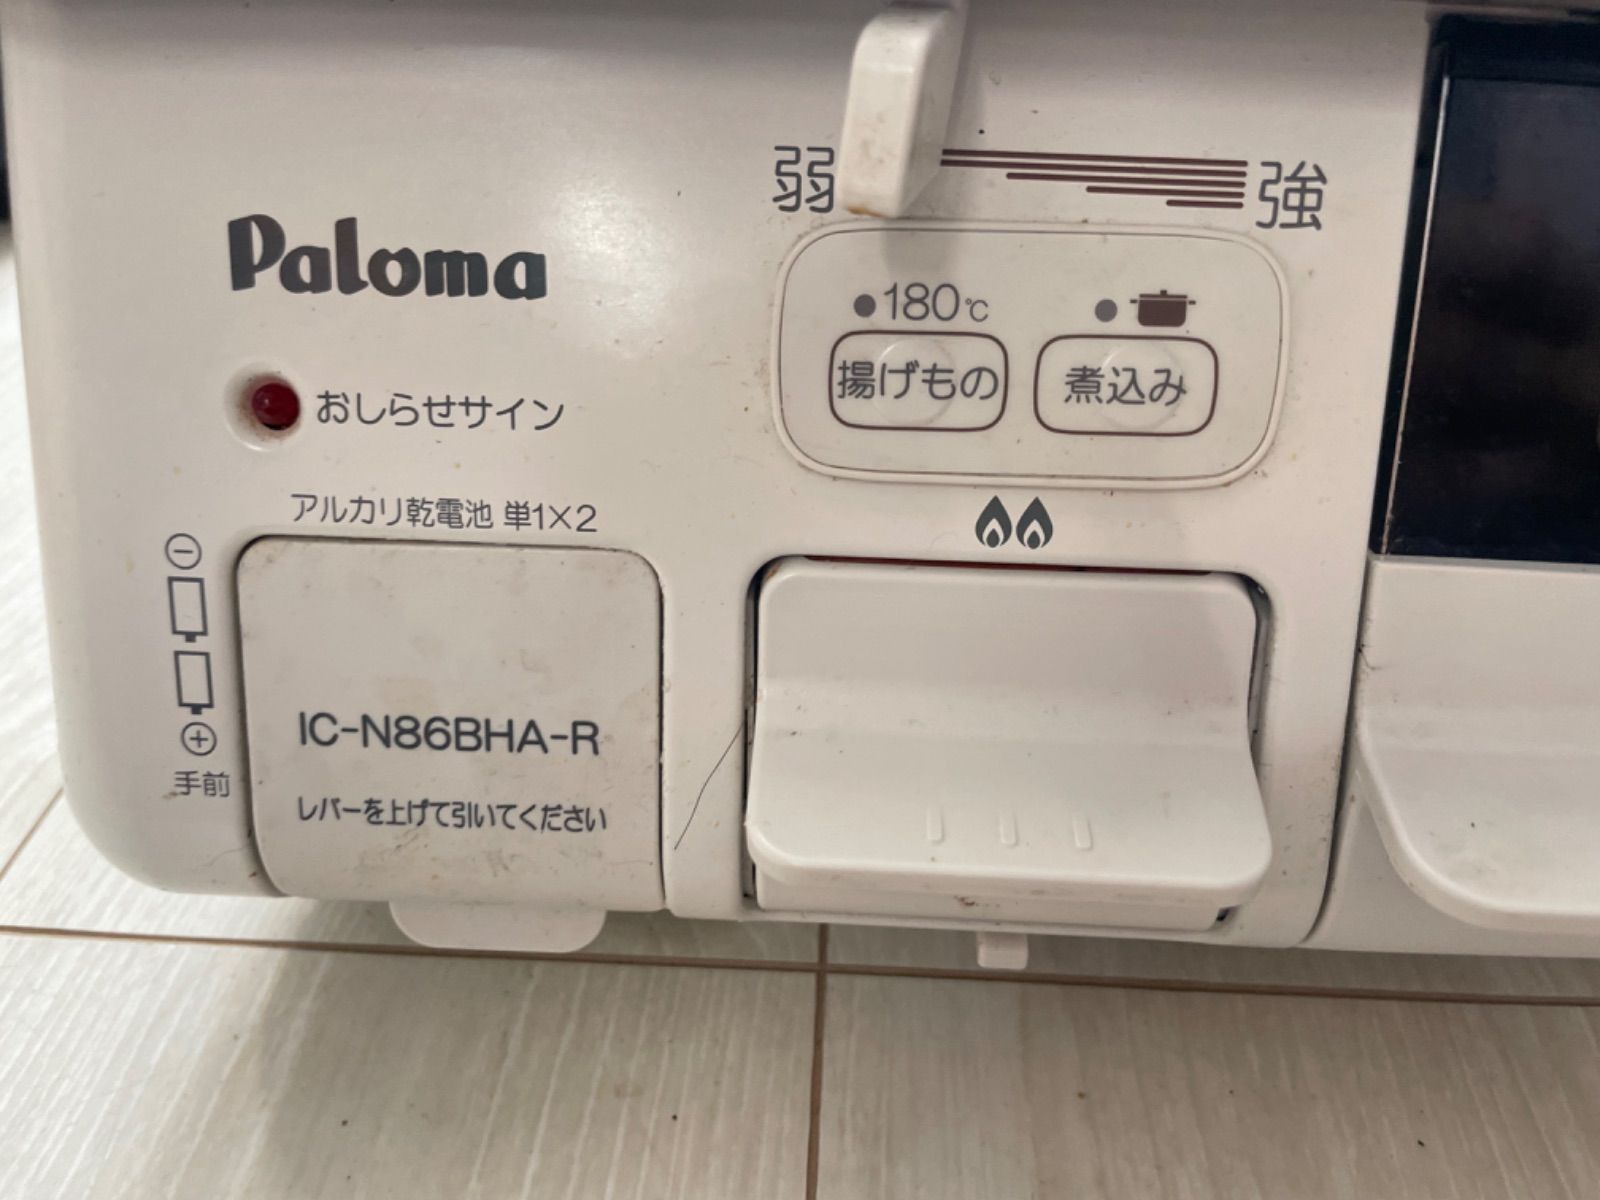 弱 強
Paloma
●180℃ ●
揚げもの 煮込み
おしらせサイン
アルカリ乾電池 単1×2
⊖
⊕
手前
IC-N86BHA-R
レバーを上げて引いてください